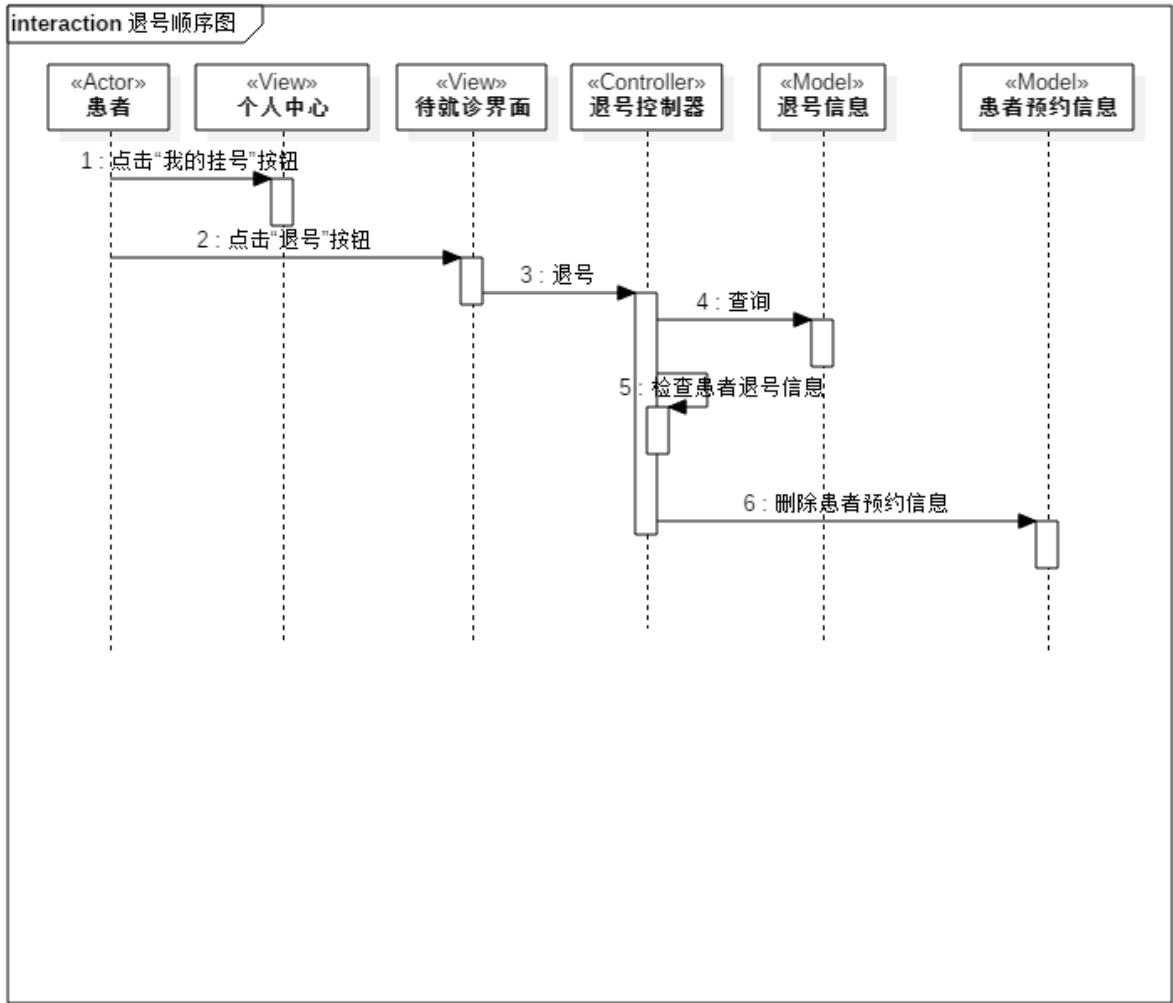 interaction 退号顺序图
«Actor»
患者
«View»
个人中心
«View»
待就诊界面
«Controller»
退号控制器
«Model»
退号信息
«Model»
患者预约信息
1 : 点击“我的挂号”按钮
2 : 点击“退号”按钮
3 : 退号
4 : 查询
5 : 检查患者退号信息
6 : 删除患者预约信息